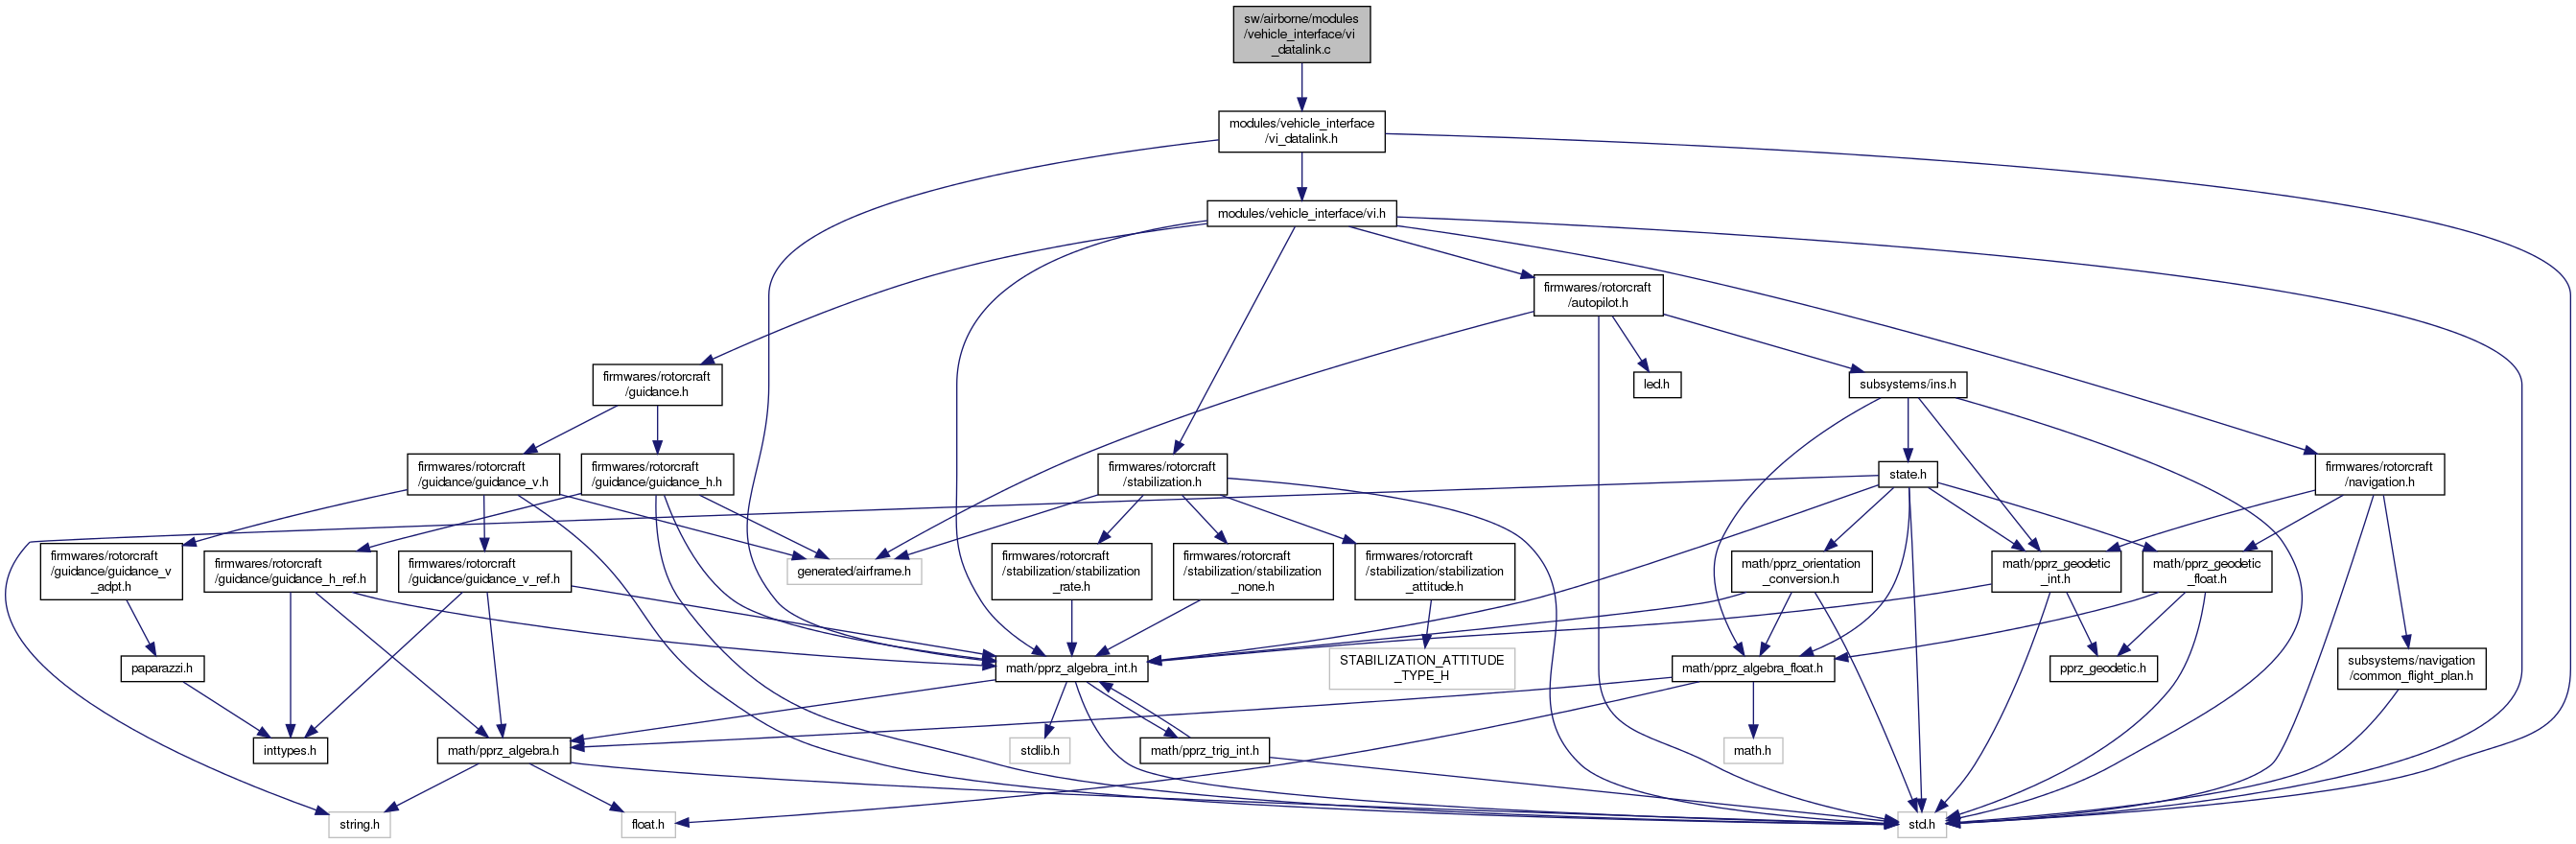 sw/airborne/modules
/vehicle_interface/vi
_datalink.c
modules/vehicle_interface
/vi_datalink.h
modules/vehicle_interface/vi.h
firmwares/rotorcraft
/autopilot.h
firmwares/rotorcraft
/guidance.h
led.h
subsystems/ins.h
firmwares/rotorcraft
/guidance/guidance_v.h
firmwares/rotorcraft
/guidance/guidance_h.h
firmwares/rotorcraft
/stabilization.h
state.h
firmwares/rotorcraft
/navigation.h
firmwares/rotorcraft
/guidance/guidance_v
_adpt.h
firmwares/rotorcraft
/guidance/guidance_h_ref.h
firmwares/rotorcraft
/guidance/guidance_v_ref.h
generated/airframe.h
firmwares/rotorcraft
/stabilization/stabilization
_rate.h
firmwares/rotorcraft
/stabilization/stabilization
_none.h
firmwares/rotorcraft
/stabilization/stabilization
_attitude.h
math/pprz_orientation
_conversion.h
math/pprz_geodetic
_int.h
math/pprz_geodetic
_float.h
paparazzi.h
math/pprz_algebra_int.h
STABILIZATION_ATTITUDE
_TYPE_H
math/pprz_algebra_float.h
pprz_geodetic.h
subsystems/navigation
/common_flight_plan.h
inttypes.h
math/pprz_algebra.h
stdlib.h
math/pprz_trig_int.h
math.h
string.h
float.h
std.h